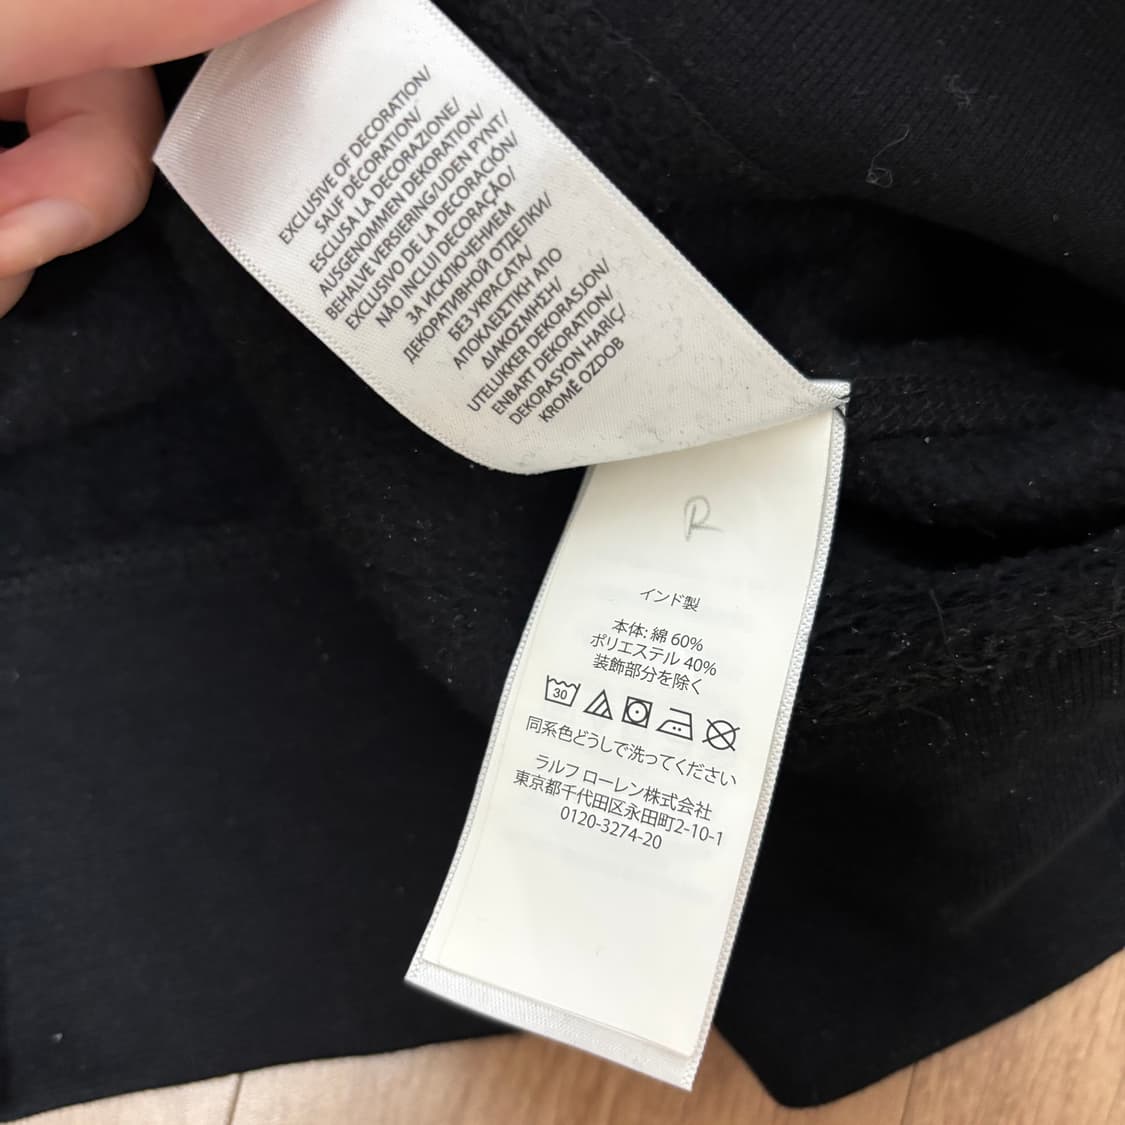 EXCLUSIVE OF DECORATION/
SAUF DÉCORATION/
ESCLUSA LA DECORAZIONE/
AUSGENOMMEN DEKORATION/
BEHALVE VERSIERING/UDEN PYNT/
EXCLUSIVO DE LA DECORACIÓN/
NÃO INCLUI DECORAÇÃO/
ЗА ИСКЛЮЧЕНИЕМ
ДЕКОРАТИВНОЙ ОТДЕЛКИ/
БЕЗ УКРАСАТА/
ΑΠΟΚΛΕΙΣΤΙΚΗ ΑΠΟ
ΔΙΑΚΟΣΜΗΣΗ/
UTELUKKER DEKORASJON/
ENBART DEKORATION/
DEKORASYON HARİÇ/
KROMĚ OZDOB
R
インド製
本体: 綿 60%
ポリエステル 40%
装飾部分を除く
30
同系色どうしで洗ってください
ラルフ ローレン株式会社
東京都千代田区永田町2-10-1
0120-3274-20